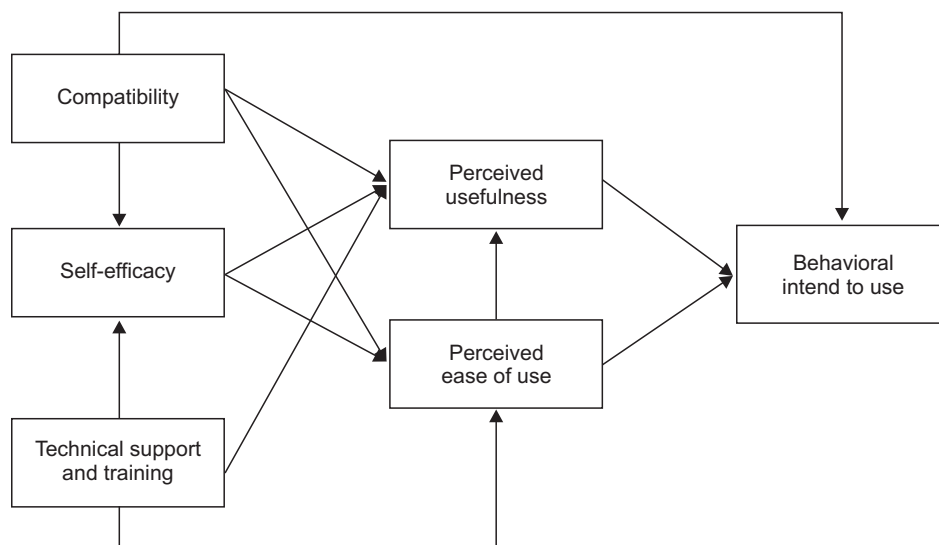 Compatibility
Self-efficacy
Technical support
and training
Perceived
usefulness
Perceived
ease of use
Behavioral
intend to use